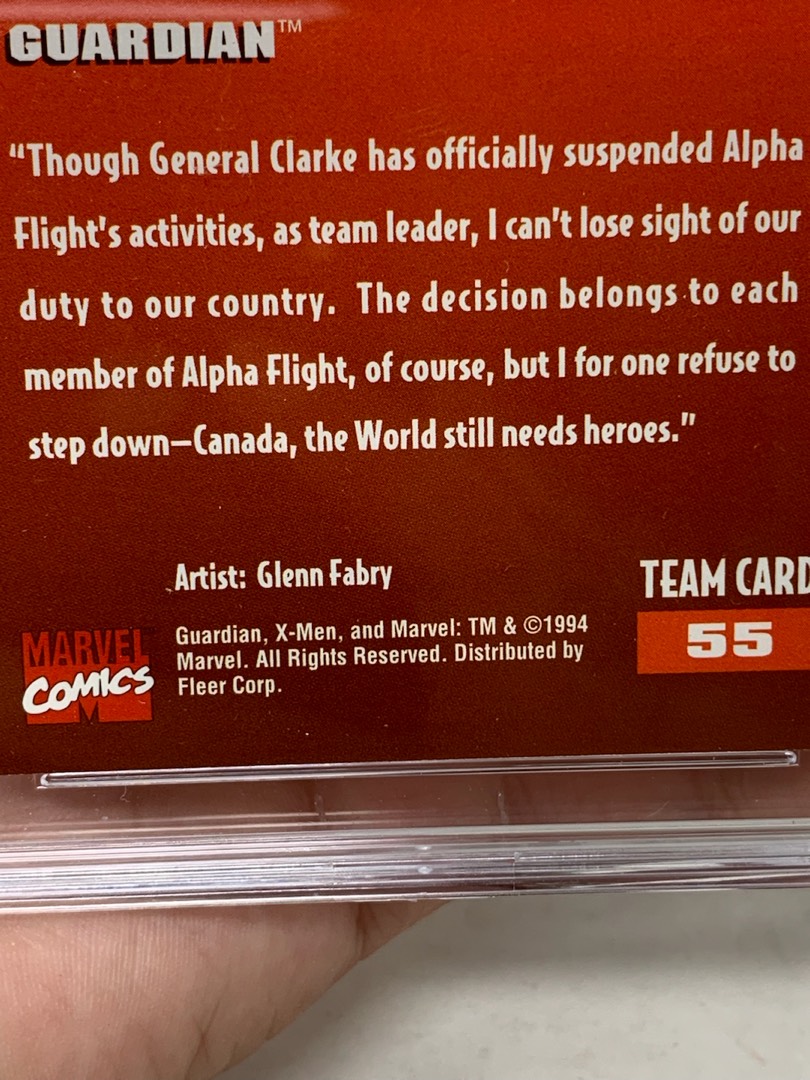 GUARDIAN™
“Though General Clarke has officially suspended Alpha
Flight's activities, as team leader, I can't lose sight of our
duty to our country. The decision belongs to each
member of Alpha Flight, of course, but I for one refuse to
step down—Canada, the World still needs heroes.”
Artist: Glenn Fabry
TEAM CARD
55
MARVEL
COMICS
M
Guardian, X-Men, and Marvel: TM & ©1994
Marvel. All Rights Reserved. Distributed by
Fleer Corp.